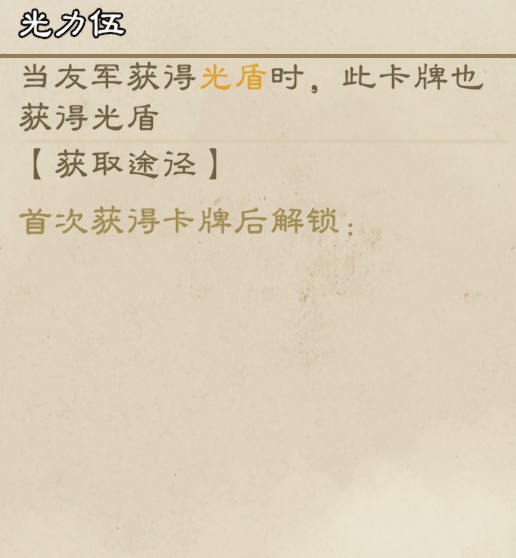 光力伍
当友军获得光盾时，此卡牌也
获得光盾
【获取途径】
首次获得卡牌后解锁：